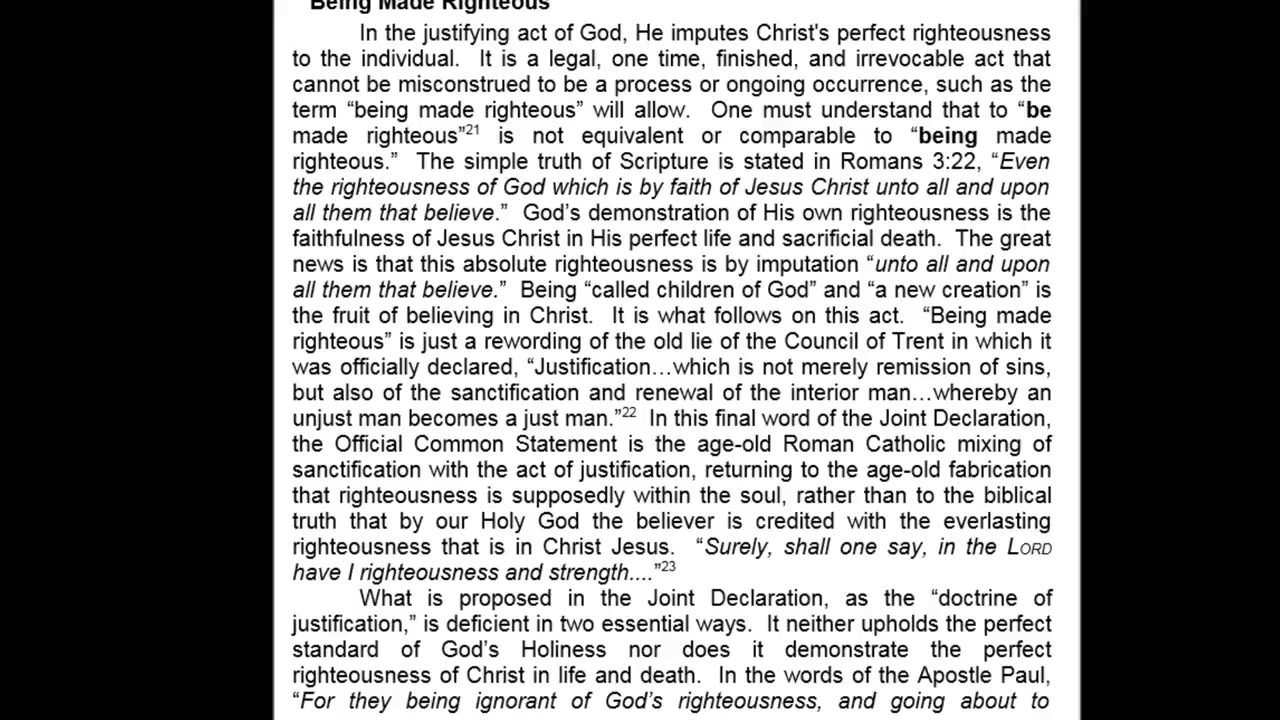 Being Made Righteous
In the justifying act of God, He imputes Christ's perfect righteousness
to the individual.  It is a legal, one time, finished, and irrevocable act that
cannot be misconstrued to be a process or ongoing occurrence, such as the
term “being made righteous” will allow.  One must understand that to “be
made righteous”21 is not equivalent or comparable to “being made
righteous.”  The simple truth of Scripture is stated in Romans 3:22, “Even
the righteousness of God which is by faith of Jesus Christ unto all and upon
all them that believe.”  God’s demonstration of His own righteousness is the
faithfulness of Jesus Christ in His perfect life and sacrificial death.  The great
news is that this absolute righteousness is by imputation “unto all and upon
all them that believe.”  Being “called children of God” and “a new creation” is
the fruit of believing in Christ.  It is what follows on this act.  “Being made
righteous” is just a rewording of the old lie of the Council of Trent in which it
was officially declared, “Justification…which is not merely remission of sins,
but also of the sanctification and renewal of the interior man…whereby an
unjust man becomes a just man.”22  In this final word of the Joint Declaration,
the Official Common Statement is the age-old Roman Catholic mixing of
sanctification with the act of justification, returning to the age-old fabrication
that righteousness is supposedly within the soul, rather than to the biblical
truth that by our Holy God the believer is credited with the everlasting
righteousness that is in Christ Jesus.  “Surely, shall one say, in the LORD
have I righteousness and strength....”23
What is proposed in the Joint Declaration, as the “doctrine of
justification,” is deficient in two essential ways.  It neither upholds the perfect
standard of God’s Holiness nor does it demonstrate the perfect
righteousness of Christ in life and death.  In the words of the Apostle Paul,
“For they being ignorant of God’s righteousness, and going about to